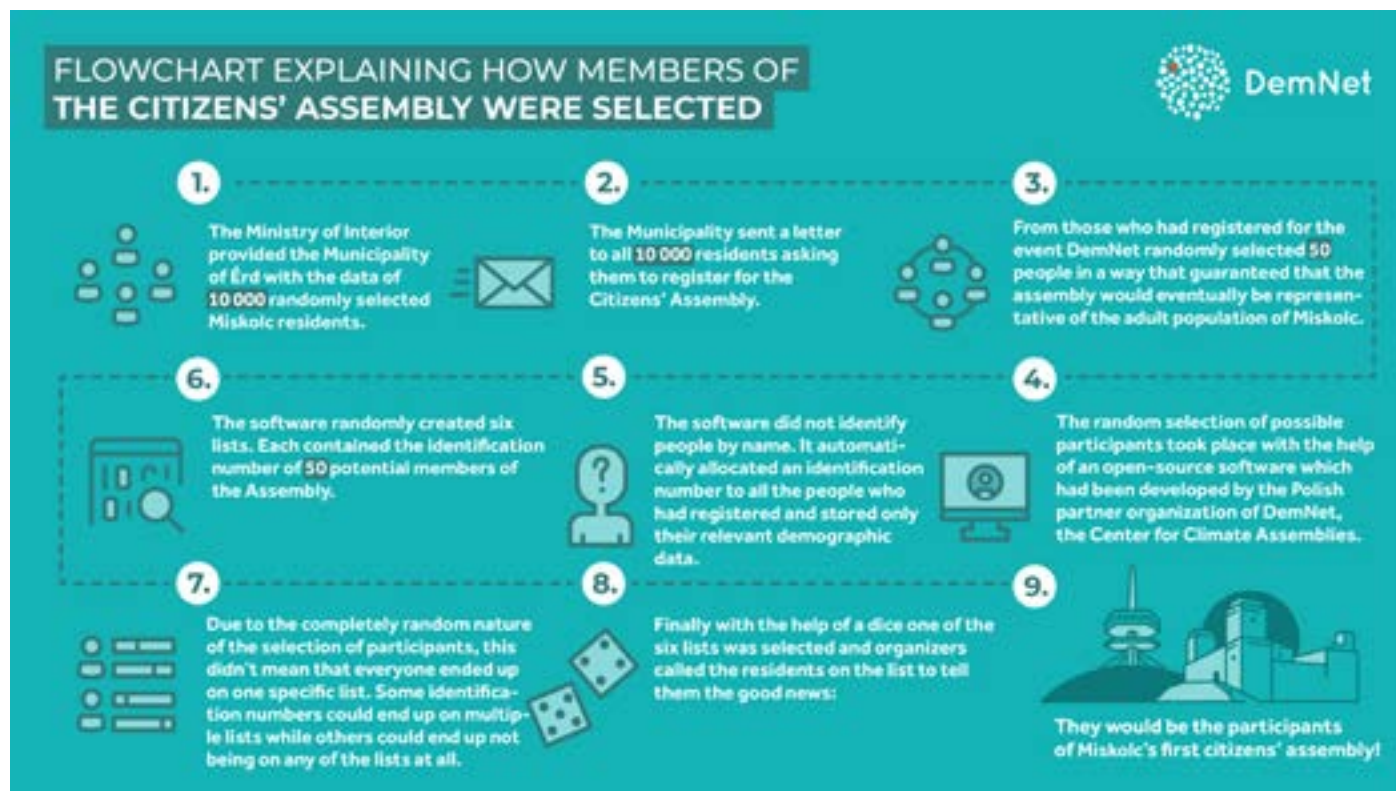 FLOWCHART EXPLAINING HOW MEMBERS OF
THE CITIZENS' ASSEMBLY WERE SELECTED
DemNet
1.
The Ministry of Interior
provided the Municipality
of Érd with the data of
10 000 randomly selected
Miskolc residents.
2.
The Municipality sent a letter
to all 10 000 residents asking
them to register for the
Citizens' Assembly.
3.
From those who had registered for the
event DemNet randomly selected 50
people in a way that guaranteed that the
assembly would eventually be represen-
tative of the adult population of Miskolc.
4.
The random selection of possible
participants took place with the help
of an open-source software which
had been developed by the Polish
partner organization of DemNet,
the Center for Climate Assemblies.
5.
The software did not identify
people by name. It automati-
cally allocated an identification
number to all the people who
had registered and stored only
their relevant demographic
data.
6.
The software randomly created six
lists. Each contained the identification
number of 50 potential members of
the Assembly.
7.
Due to the completely random nature
of the selection of participants, this
didn't mean that everyone ended up
on one specific list. Some identifica-
tion numbers could end up on multip-
le lists while others could end up not
being on any of the lists at all.
8.
Finally with the help of a dice one of the
six lists was selected and organizers
called the residents on the list to tell
them the good news:
9.
They would be the participants
of Miskolc's first citizens' assembly!